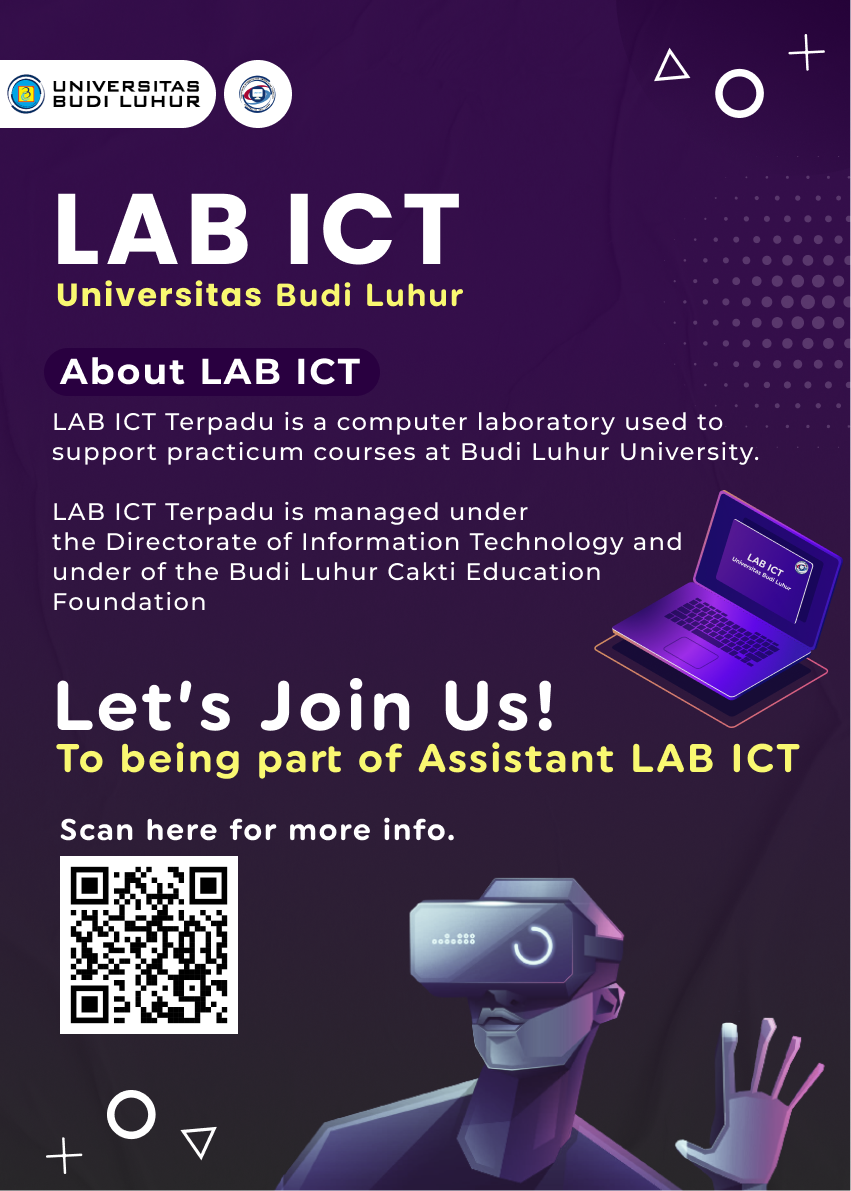 UNIVERSITAS
BUDI LUHUR
LAB ICT
Universitas Budi Luhur
About LAB ICT
LAB ICT Terpadu is a computer laboratory used to
support practicum courses at Budi Luhur University.
LAB ICT Terpadu is managed under
the Directorate of Information Technology and
under of the Budi Luhur Cakti Education
Foundation
LAB ICT
Universitas Budi Luhur
Let's Join Us!
To being part of Assistant LAB ICT
Scan here for more info.